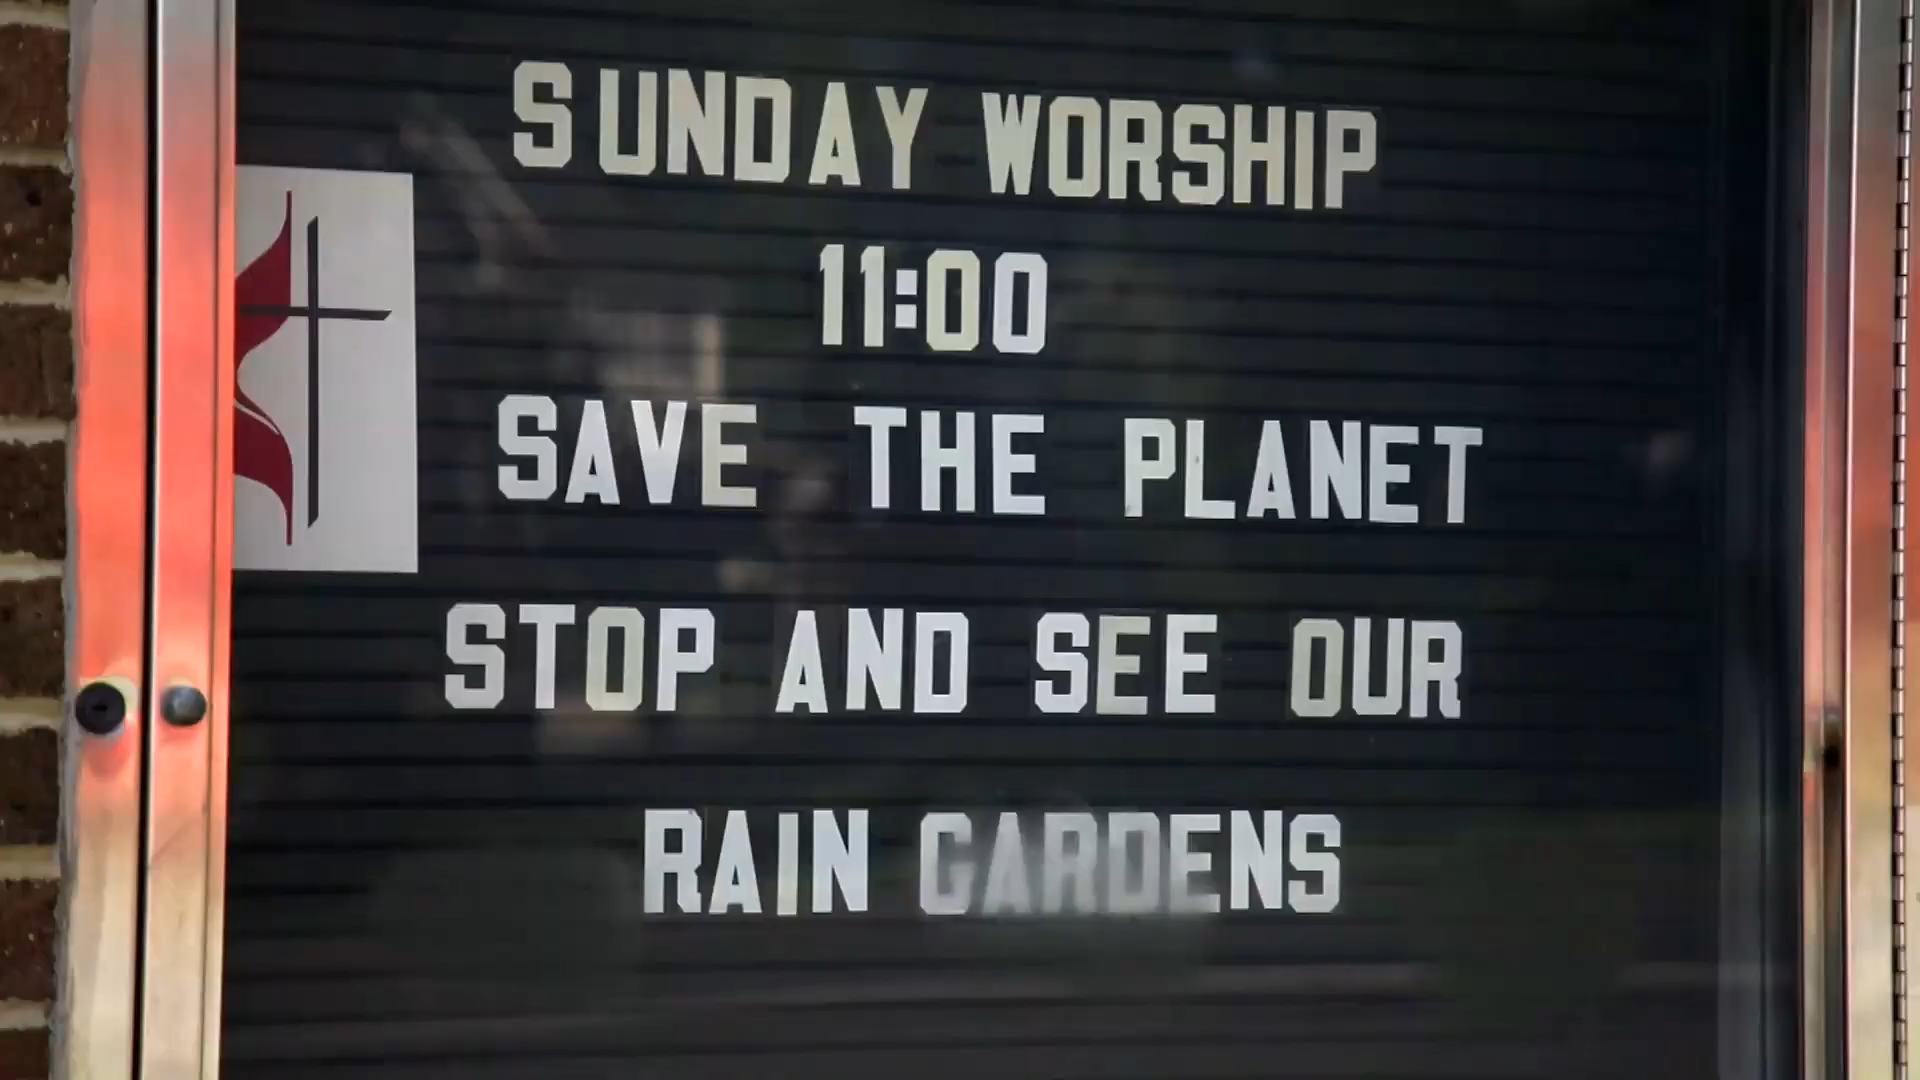 SUNDAY WORSHIP
11:00
SAVE THE PLANET
STOP AND SEE OUR
RAIN GARDENS